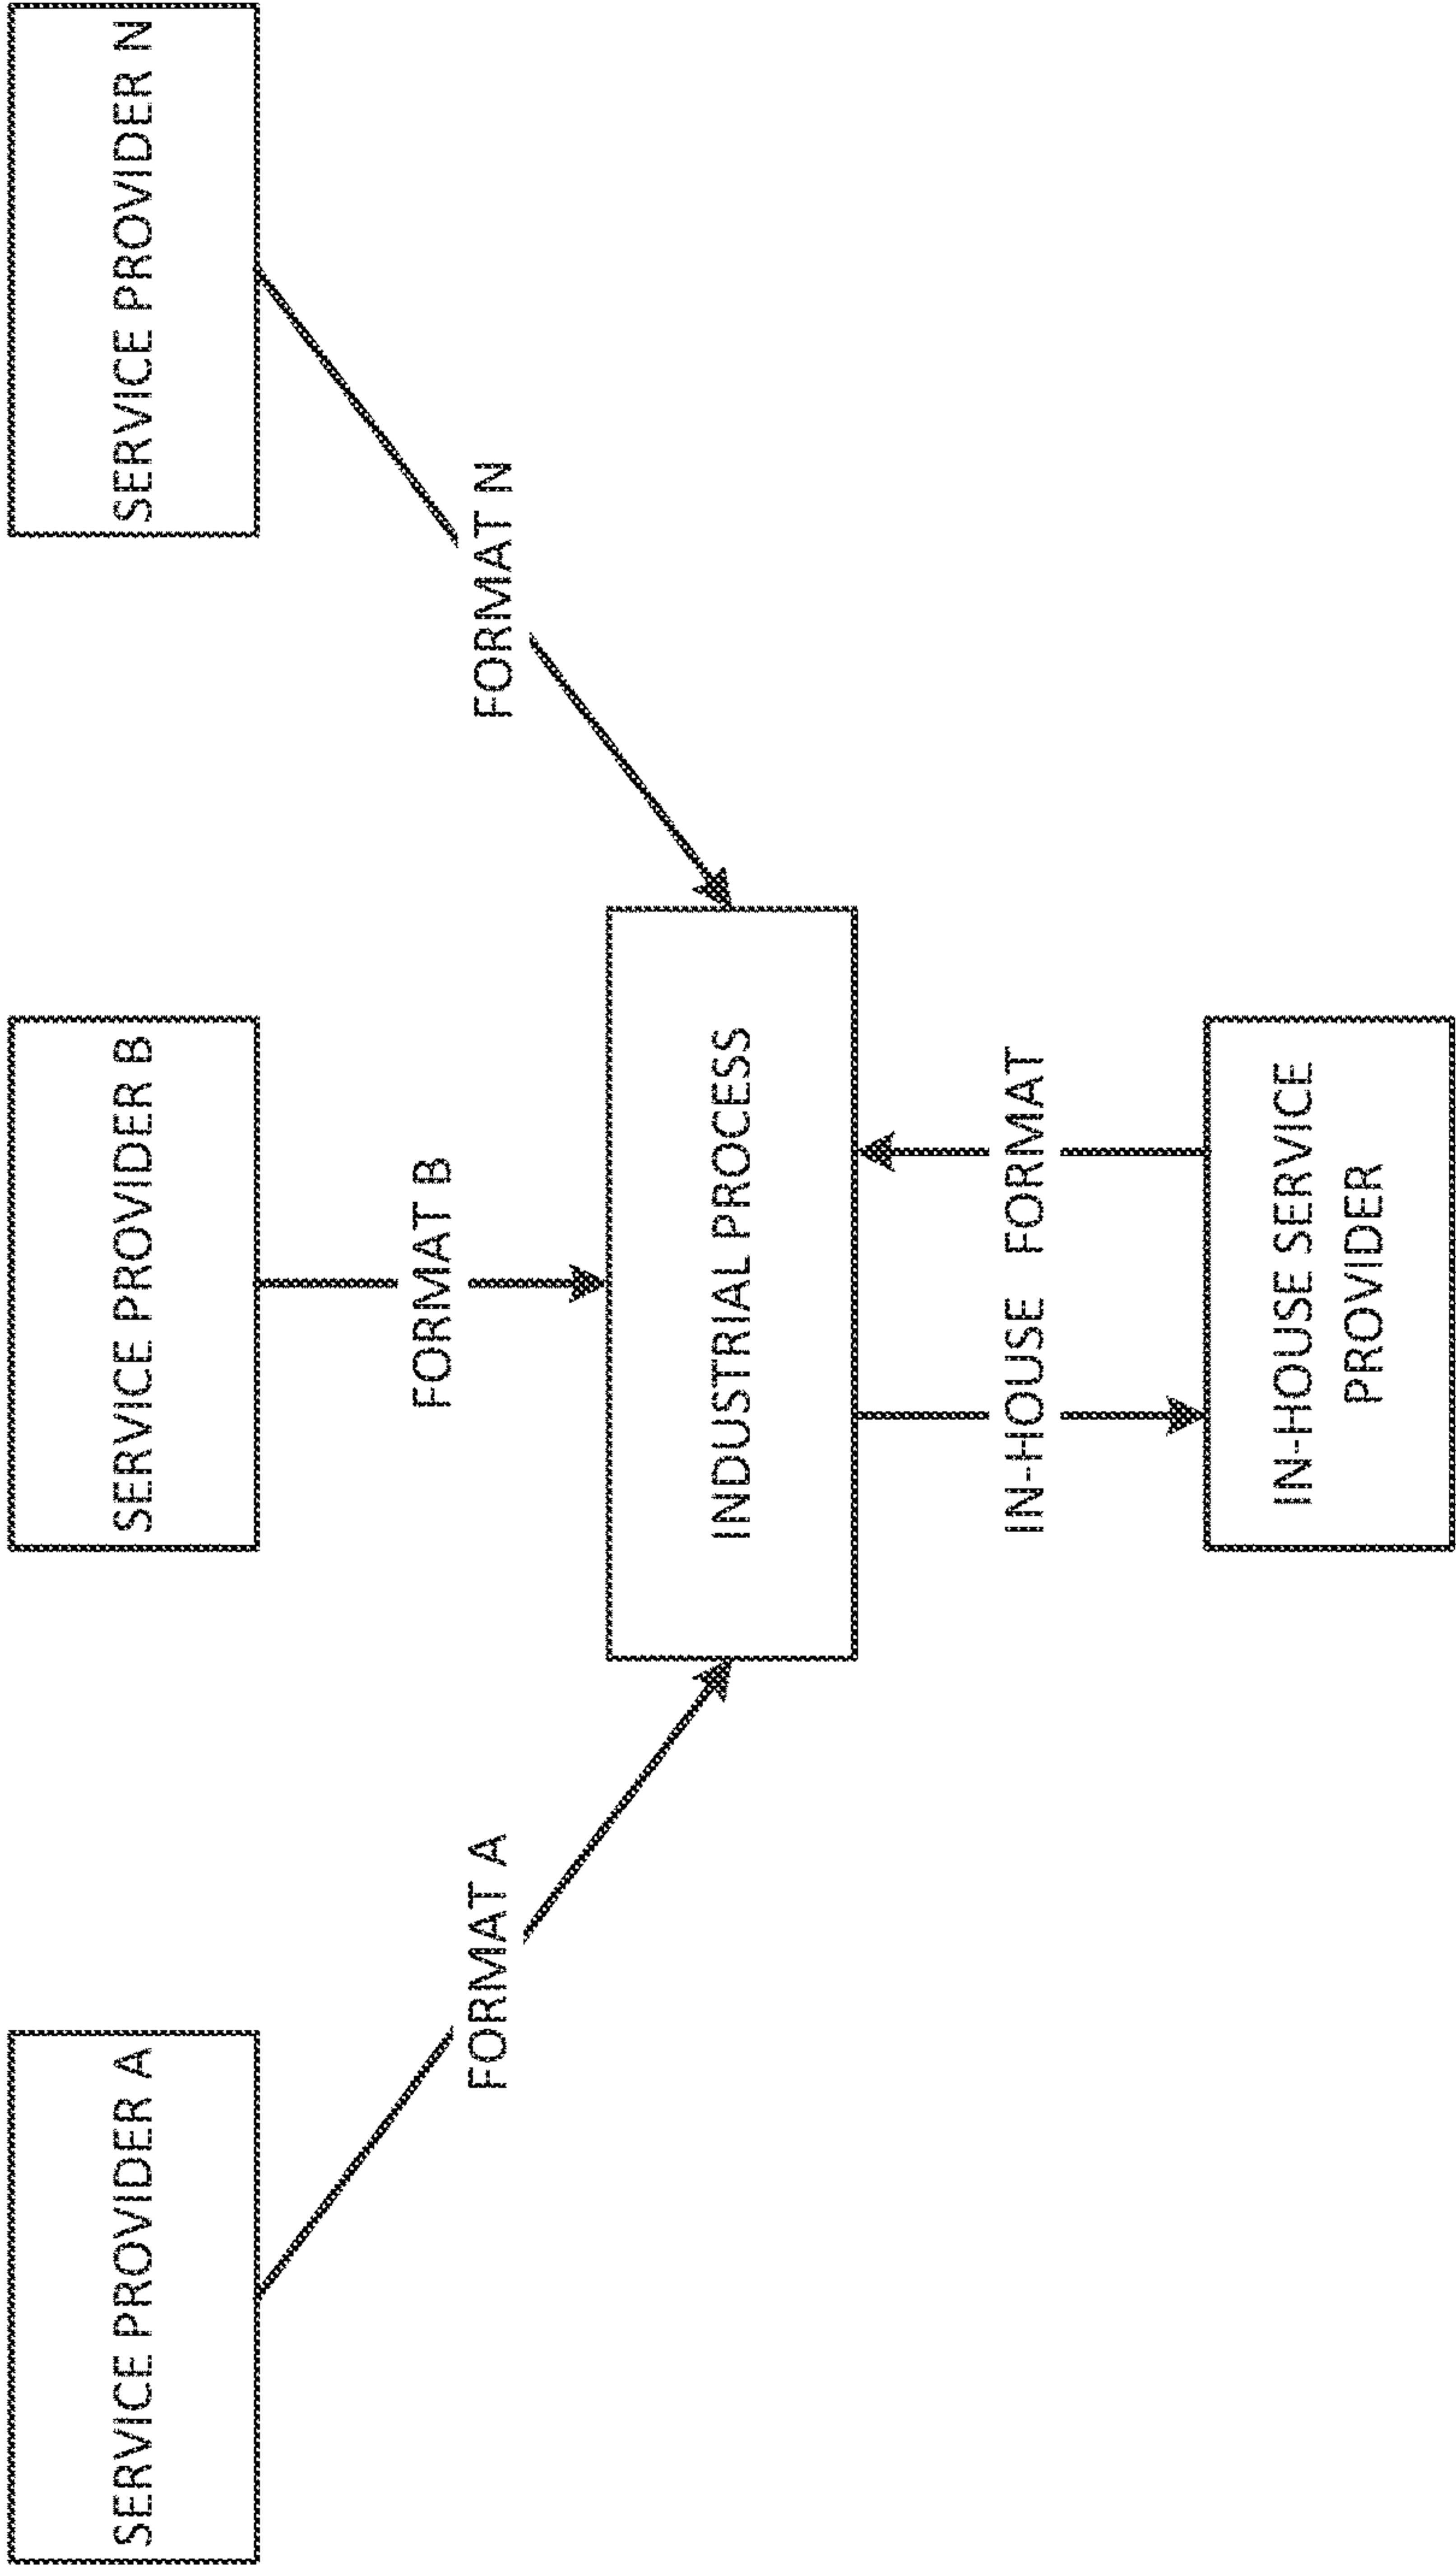 SERVICE PROVIDER A
SERVICE PROVIDER B
SERVICE PROVIDER N
FORMAT A
FORMAT B
FORMAT N
INDUSTRIAL PROCESS
IN-HOUSE FORMAT
IN-HOUSE SERVICE
PROVIDER